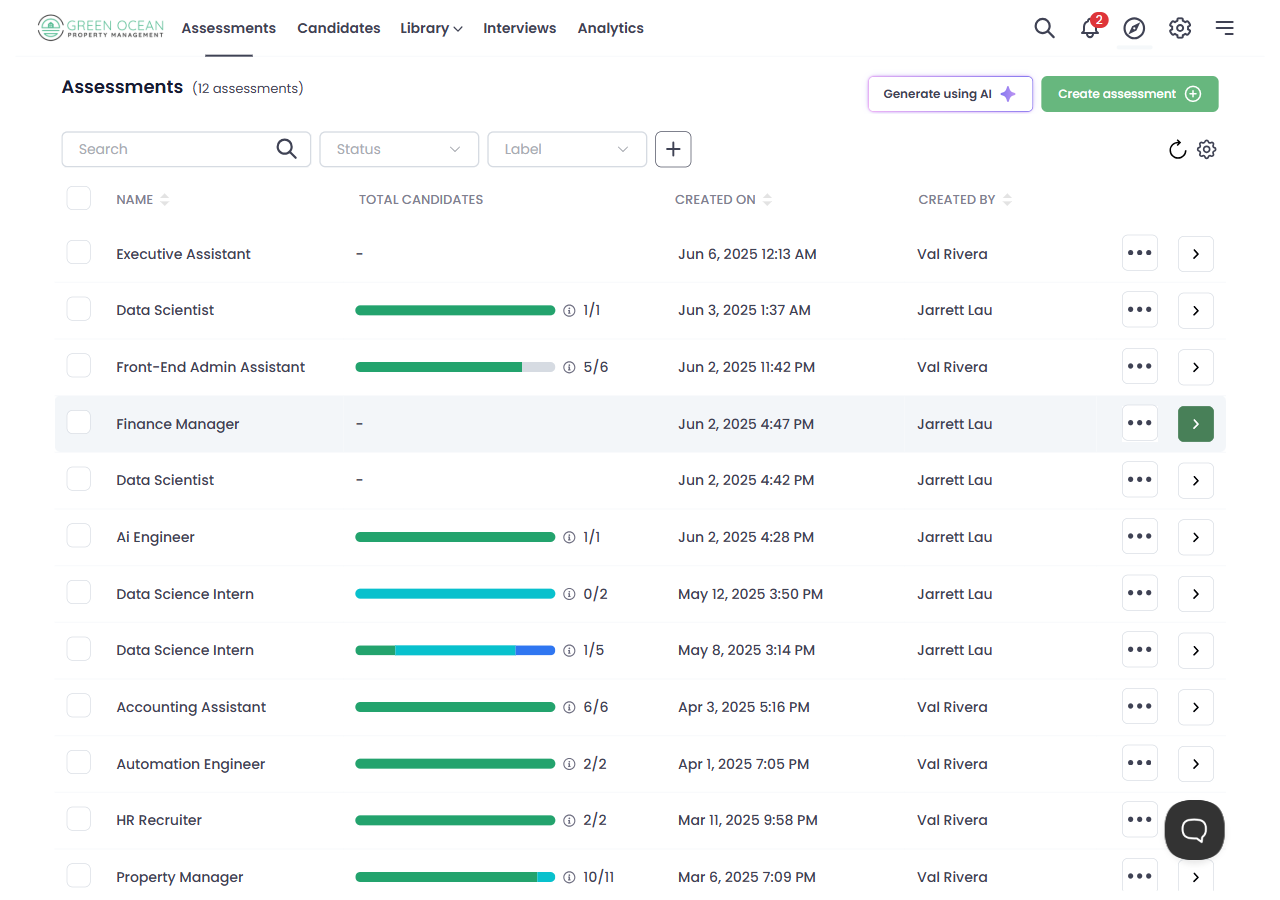 GREEN OCEAN
PROPERTY MANAGEMENT
Assessments Candidates Library Interviews Analytics
2
Assessments (12 assessments)
Generate using AI
Create assessment
Search Status Label
NAME TOTAL CANDIDATES CREATED ON CREATED BY
Executive Assistant - Jun 6, 2025 12:13 AM Val Rivera
Data Scientist 1/1 Jun 3, 2025 1:37 AM Jarrett Lau
Front-End Admin Assistant 5/6 Jun 2, 2025 11:42 PM Val Rivera
Finance Manager - Jun 2, 2025 4:47 PM Jarrett Lau
Data Scientist - Jun 2, 2025 4:42 PM Jarrett Lau
Ai Engineer 1/1 Jun 2, 2025 4:28 PM Jarrett Lau
Data Science Intern 0/2 May 12, 2025 3:50 PM Jarrett Lau
Data Science Intern 1/5 May 8, 2025 3:14 PM Jarrett Lau
Accounting Assistant 6/6 Apr 3, 2025 5:16 PM Val Rivera
Automation Engineer 2/2 Apr 1, 2025 7:05 PM Val Rivera
HR Recruiter 2/2 Mar 11, 2025 9:58 PM Val Rivera
Property Manager 10/11 Mar 6, 2025 7:09 PM Val Rivera